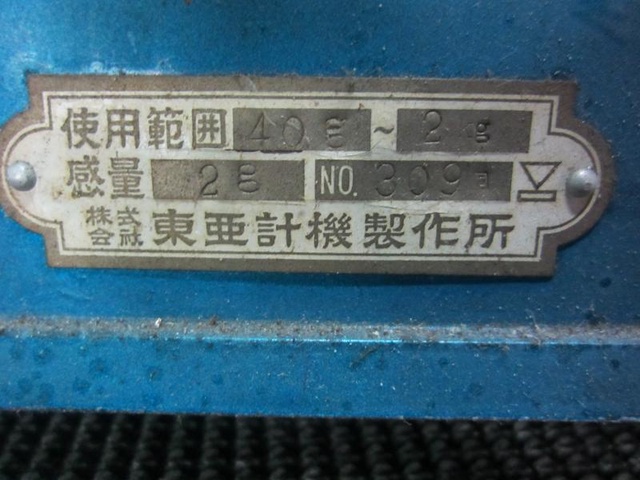 使用範囲 40g ~ 2g
感量 2g NO. 309
株式会社 東亜計機製作所